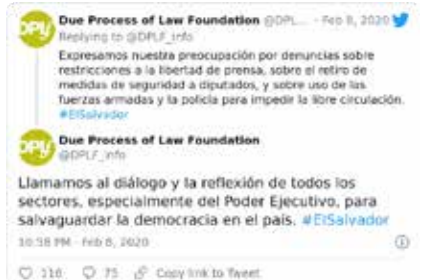 DPLf Due Process of Law Foundation @DPL... · Feb 8, 2020
Replying to @DPLF_info
Expresamos nuestra preocupación por denuncias sobre
restricciones a la libertad de prensa, sobre el retiro de
medidas de seguridad a diputados, y sobre uso de las
fuerzas armadas y la policía para impedir la libre circulación.
#ElSalvador
DPLf Due Process of Law Foundation
@DPLF_info
Llamamos al diálogo y la reflexión de todos los
sectores, especialmente del Poder Ejecutivo, para
salvaguardar la democracia en el país. #ElSalvador
10:58 PM · Feb 8, 2020
116 75 Copy link to Tweet